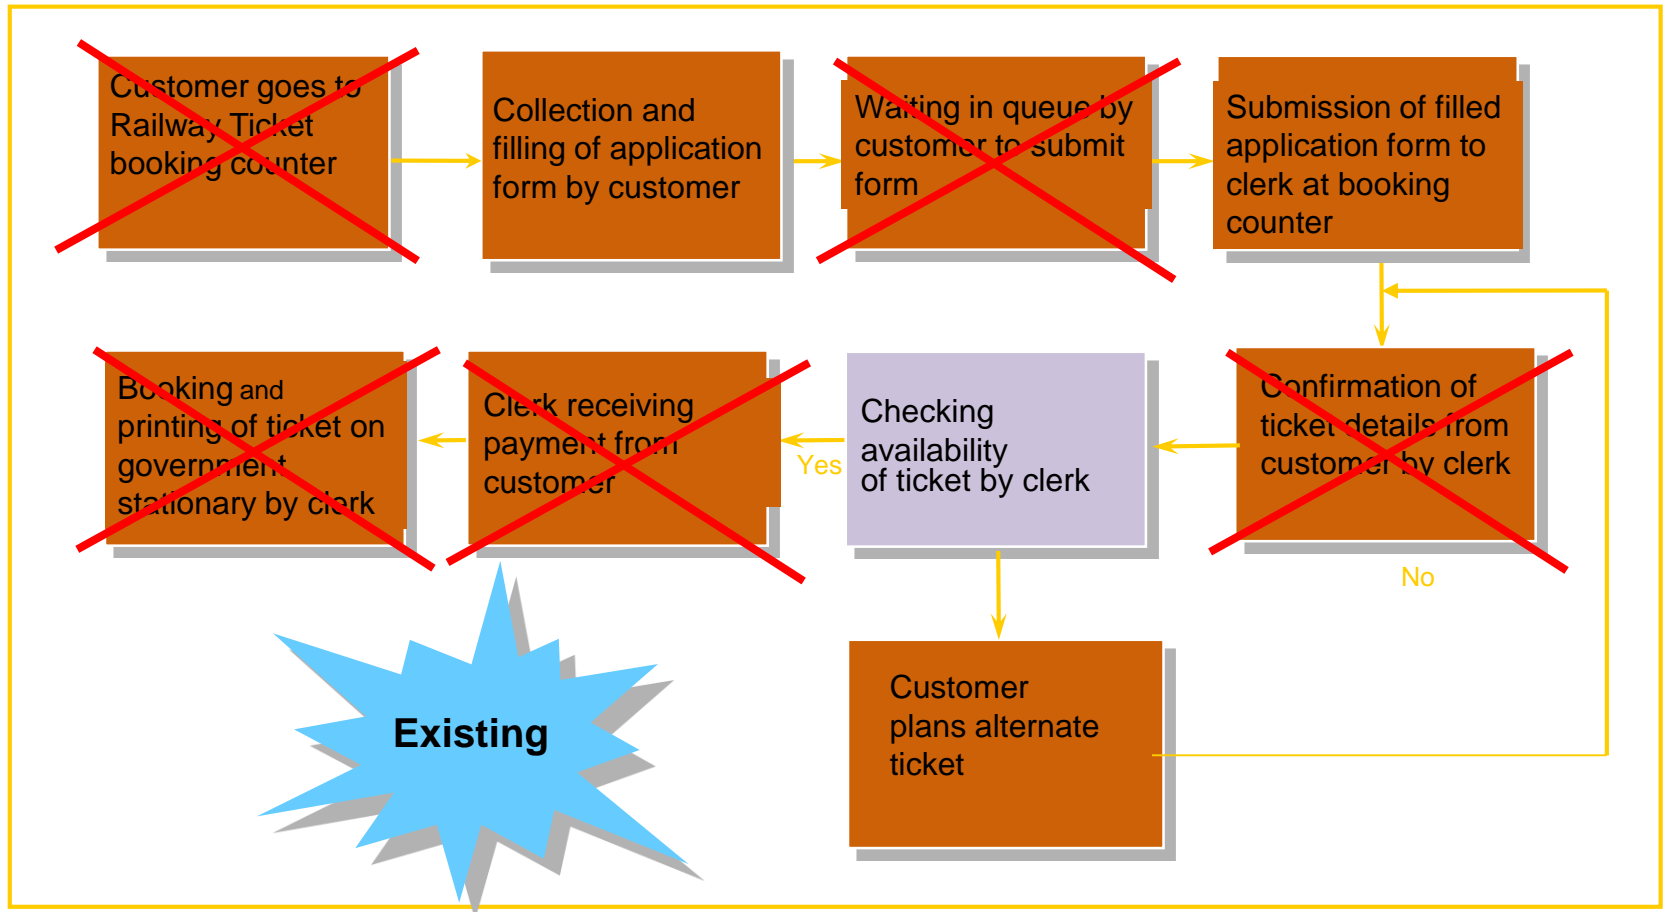 Customer goes to
Railway Ticket
booking counter
Collection and
filling of application
form by customer
Waiting in queue by
customer to submit
form
Submission of filled
application form to
clerk at booking
counter
Booking and
printing of ticket on
government
stationary by clerk
Clerk receiving
payment from
customer
Yes
Checking
availability
of ticket by clerk
Confirmation of
ticket details from
customer by clerk
No
Existing
Customer
plans alternate
ticket